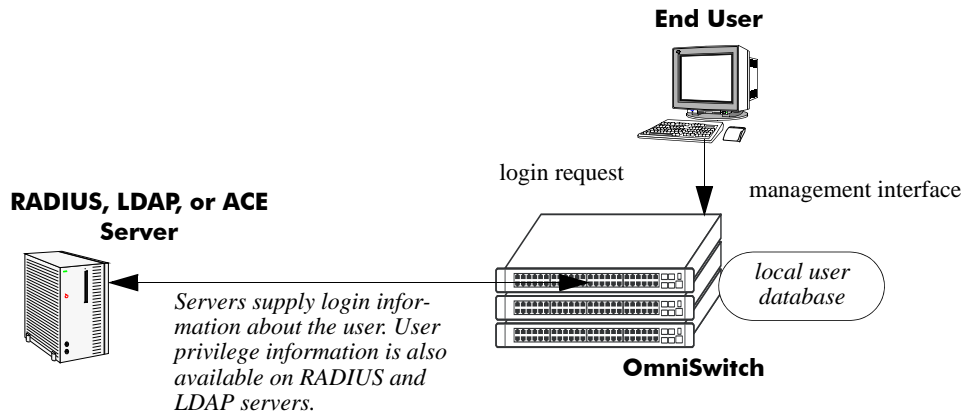 End User
login request
management interface
RADIUS, LDAP, or ACE
Server
local user
database
Servers supply login infor-
mation about the user. User
privilege information is also
available on RADIUS and
LDAP servers.
OmniSwitch